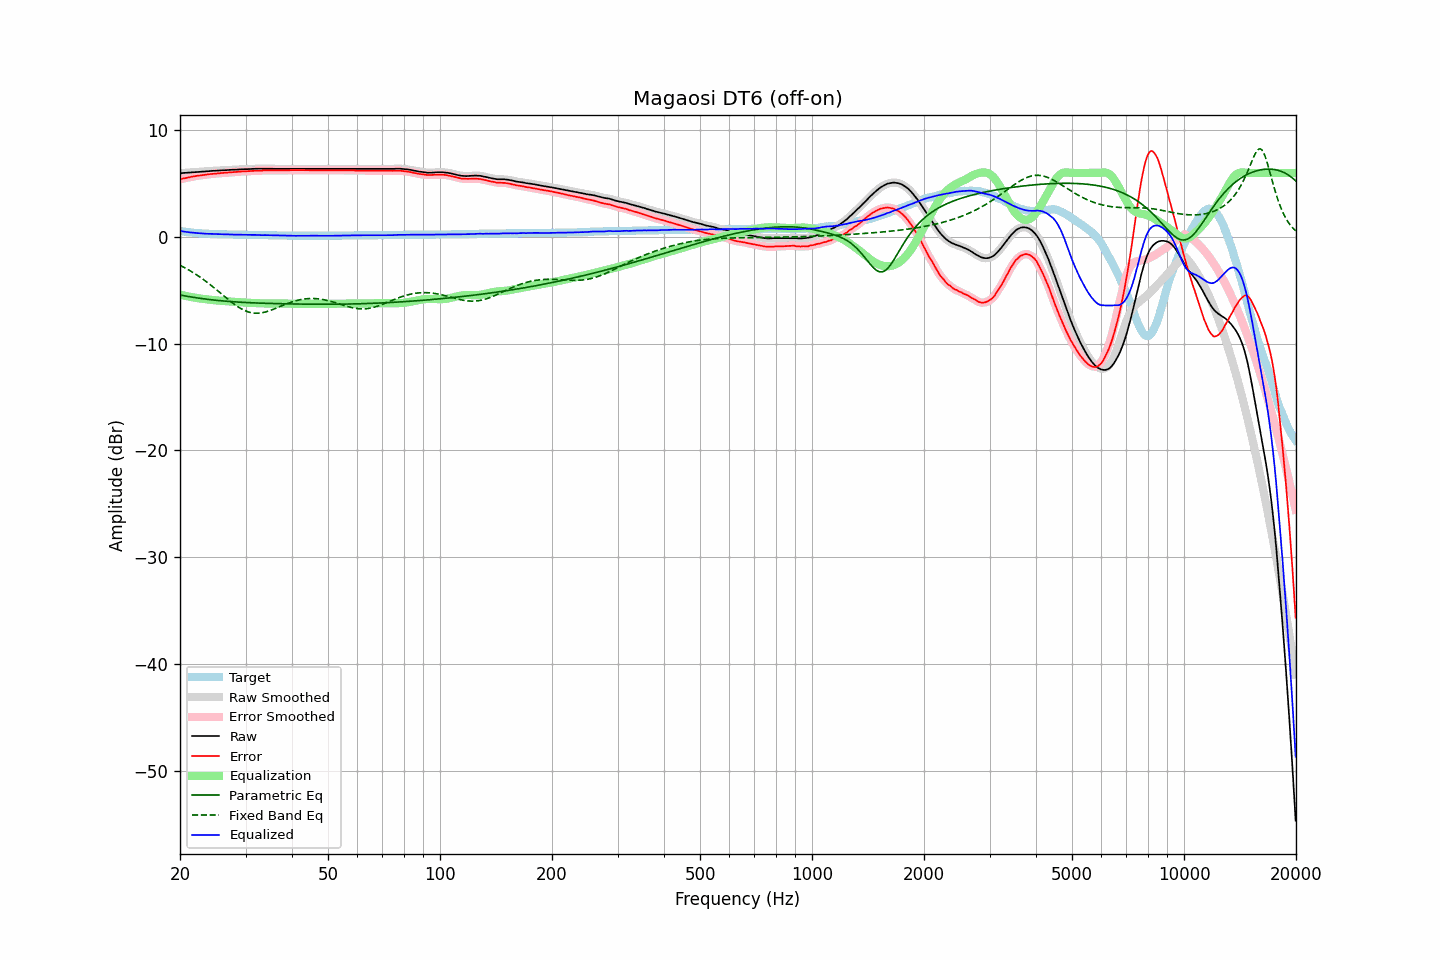 Magaosi DT6 (off-on)
Amplitude (dBr)
10
0
−10
−20
−30
−40
−50
Target
Raw Smoothed
Error Smoothed
Raw
Error
Equalization
Parametric Eq
Fixed Band Eq
Equalized
20 50 100 200 500 1000 2000 5000 10000 20000
Frequency (Hz)